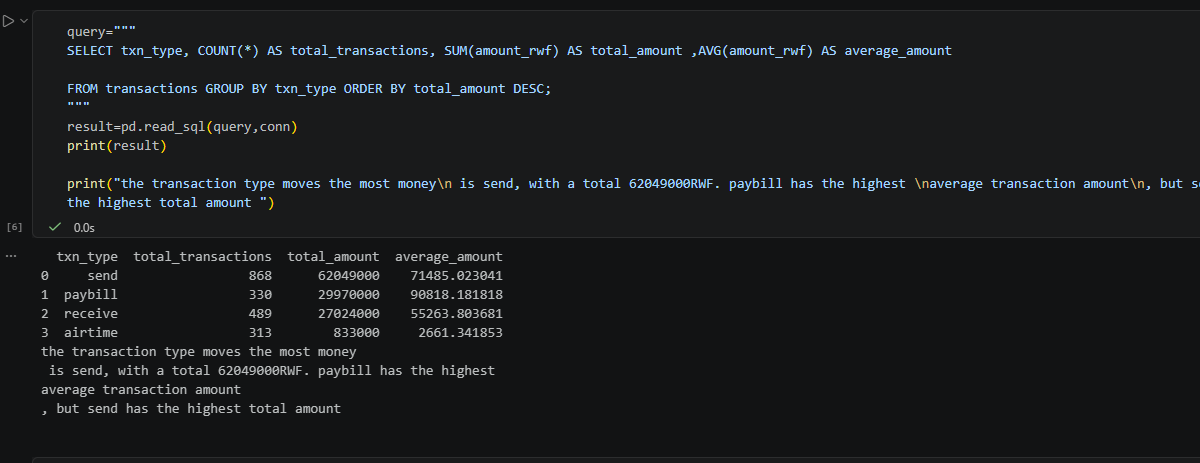 query="""
SELECT txn_type, COUNT(*) AS total_transactions, SUM(amount_rwf) AS total_amount ,AVG(amount_rwf) AS average_amount
FROM transactions GROUP BY txn_type ORDER BY total_amount DESC;
"""
result=pd.read_sql(query,conn)
print(result)
print("the transaction type moves the most money\n is send, with a total 62049000RWF. paybill has the highest \naverage transaction amount\n, but
the highest total amount ")
[6]
0.0s
...
txn_type total_transactions total_amount average_amount
0 send 868 62049000 71485.023041
1 paybill 330 29970000 90818.181818
2 receive 489 27024000 55263.803681
3 airtime 313 833000 2661.341853
the transaction type moves the most money
is send, with a total 62049000RWF. paybill has the highest
average transaction amount
, but send has the highest total amount